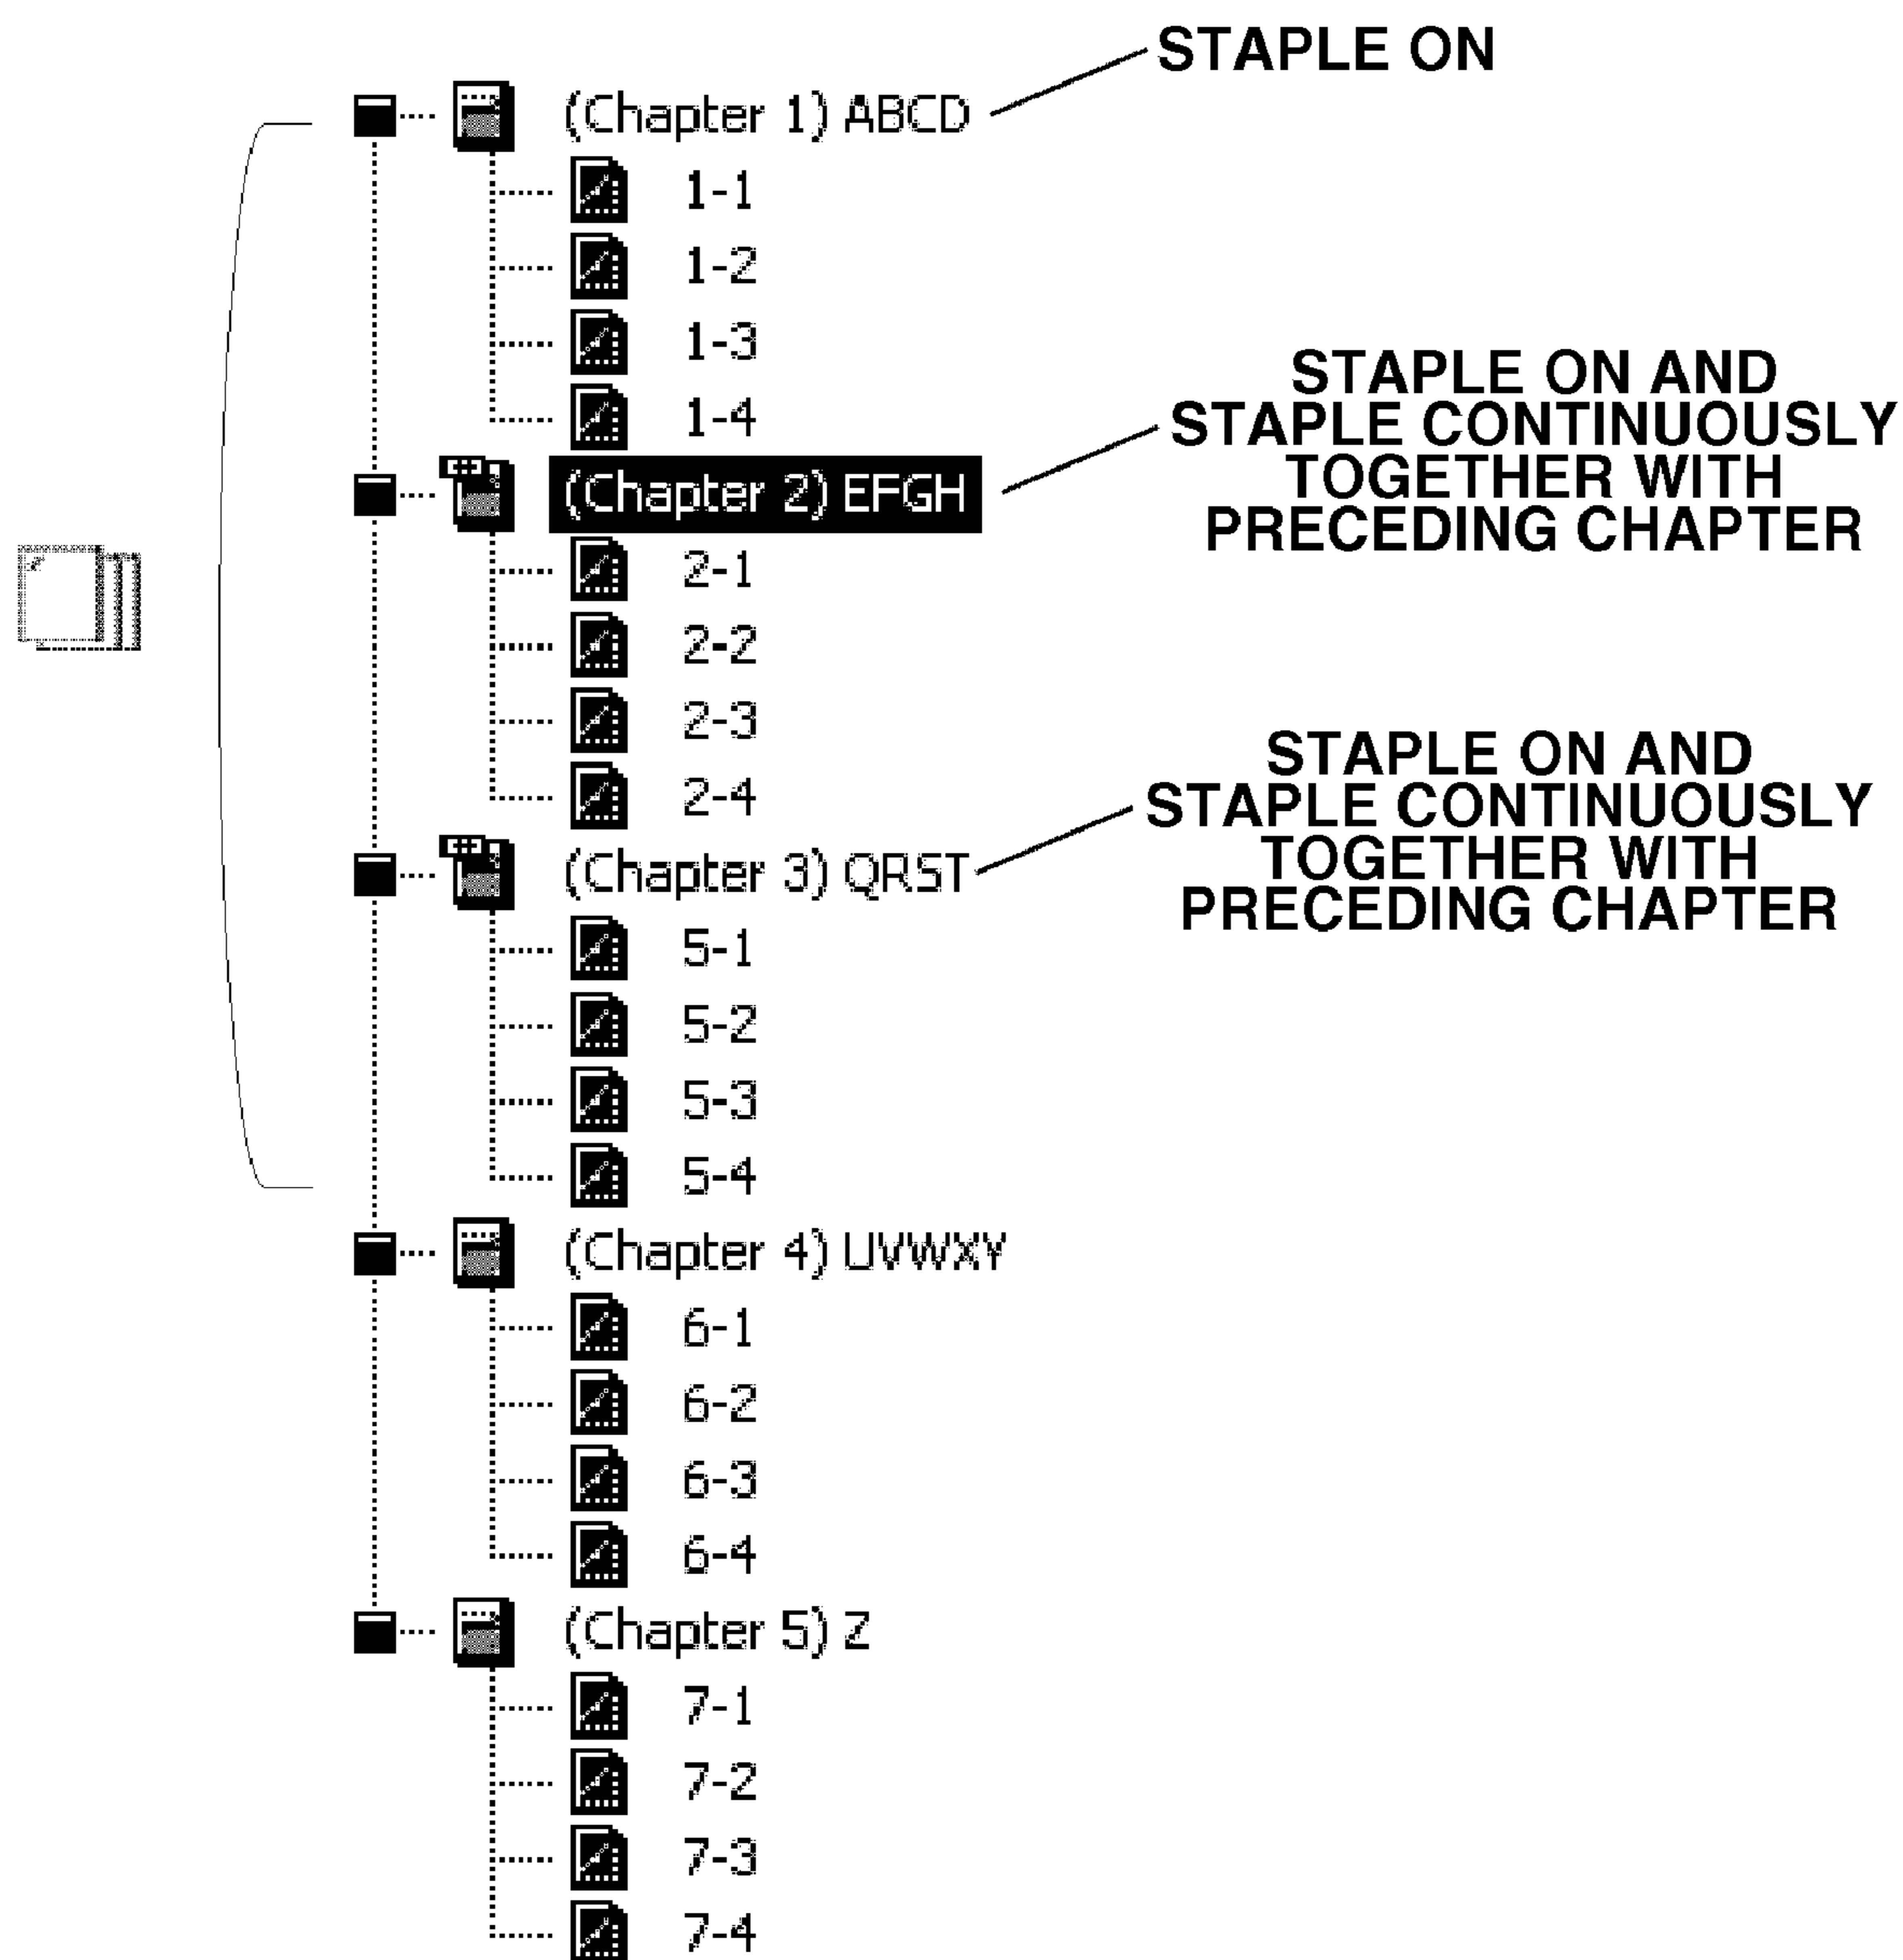 STAPLE ON
(Chapter 1) ABCD
1-1
1-2
1-3
1-4
STAPLE ON AND
STAPLE CONTINUOUSLY
TOGETHER WITH
PRECEDING CHAPTER
(Chapter 2) EFGH
2-1
2-2
2-3
2-4
STAPLE ON AND
STAPLE CONTINUOUSLY
TOGETHER WITH
PRECEDING CHAPTER
(Chapter 3) QRST
5-1
5-2
5-3
5-4
(Chapter 4) UVWXY
6-1
6-2
6-3
6-4
(Chapter 5) Z
7-1
7-2
7-3
7-4